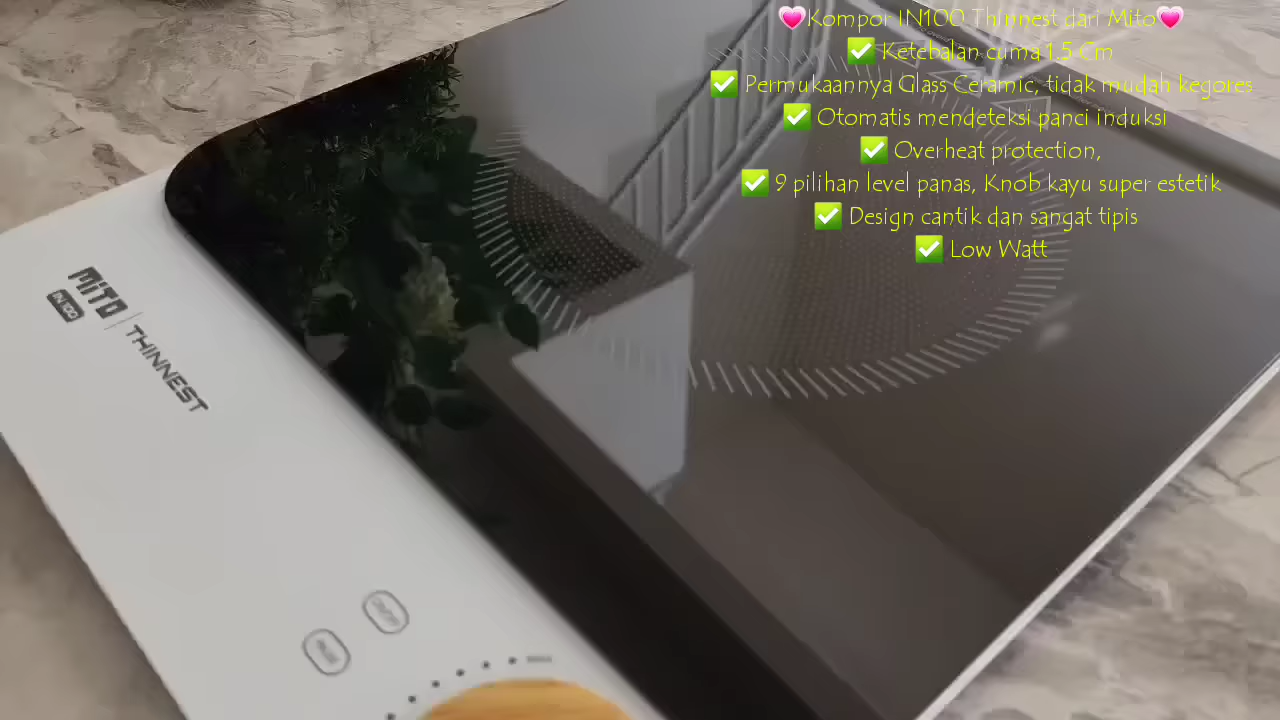 💗Kompor IN100 Thinnest dari Mito💗
✅ Ketebalan cuma 1.5 Cm
✅ Permukaannya Glass Ceramic, tidak mudah kegores
✅ Otomatis mendeteksi panci induksi
✅ Overheat protection,
✅ 9 pilihan level panas, Knob kayu super estetik
✅ Design cantik dan sangat tipis
✅ Low Watt
MITO
IN100
THINNEST